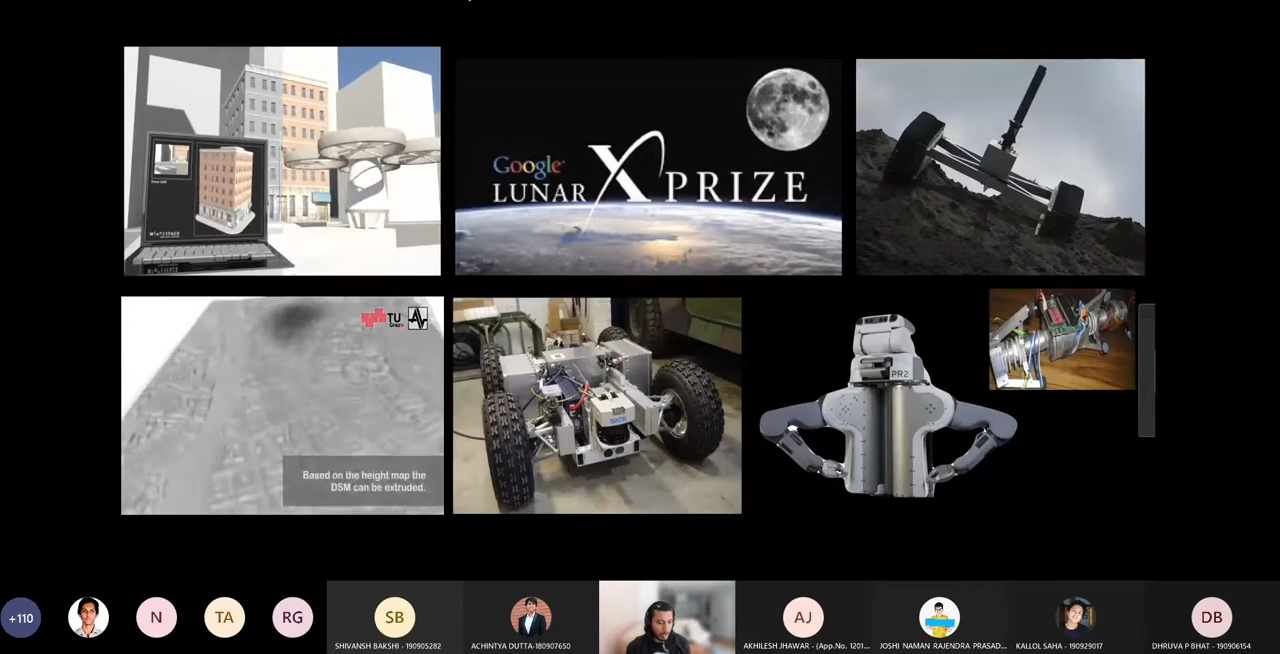 Google
LUNAR X PRIZE
MINTSPACE
TU
Graz
Based on the height map the
DSM can be extruded.
SICK
PR2
+110
N
TA
RG
SB
AJ
DB
SHIVANSH BAKSHI - 190905282
ACHINTYA DUTTA-180907650
AKHILESH JHAWAR - (App.No. 1201...
JOSHI NAMAN RAJENDRA PRASAD...
KALLOL SAHA - 190929017
DHRUVA P BHAT - 190906154